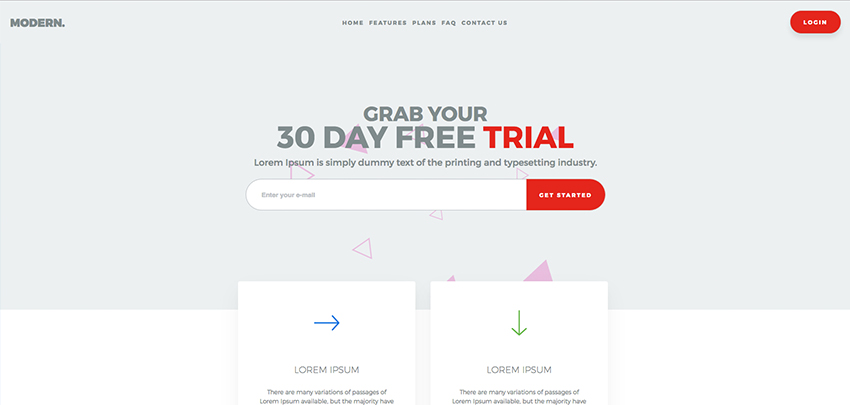 MODERN.
HOME FEATURES PLANS FAQ CONTACT US
LOGIN
GRAB YOUR
30 DAY FREE TRIAL
Lorem Ipsum is simply dummy text of the printing and typesetting industry.
Enter your e-mail
GET STARTED
LOREM IPSUM
There are many variations of passages of
Lorem Ipsum available, but the majority have
LOREM IPSUM
There are many variations of passages of
Lorem Ipsum available, but the majority have